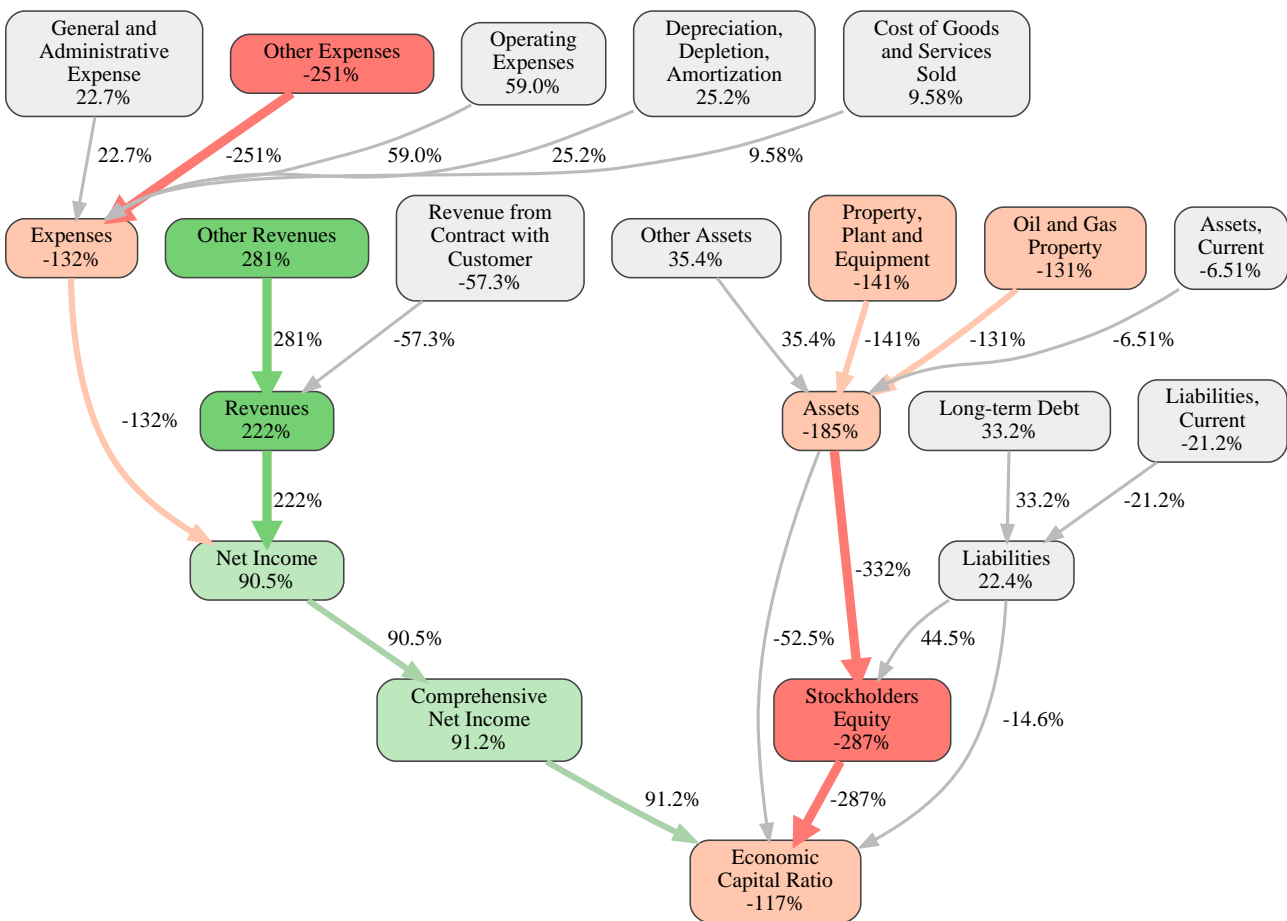 General and
Administrative
Expense
22.7%
Other Expenses
-251%
Operating
Expenses
59.0%
Depreciation,
Depletion,
Amortization
25.2%
Cost of Goods
and Services
Sold
9.58%
22.7%
-251%
59.0%
25.2%
9.58%
Expenses
-132%
Other Revenues
281%
Revenue from
Contract with
Customer
-57.3%
Other Assets
35.4%
Property,
Plant and
Equipment
-141%
Oil and Gas
Property
-131%
Assets,
Current
-6.51%
281%
-57.3%
35.4%
-141%
-131%
-6.51%
-132%
Revenues
222%
Assets
-185%
Long-term Debt
33.2%
Liabilities,
Current
-21.2%
222%
33.2%
-21.2%
Net Income
90.5%
-332%
Liabilities
22.4%
90.5%
-52.5%
44.5%
-14.6%
Comprehensive
Net Income
91.2%
Stockholders
Equity
-287%
91.2%
-287%
Economic
Capital Ratio
-117%